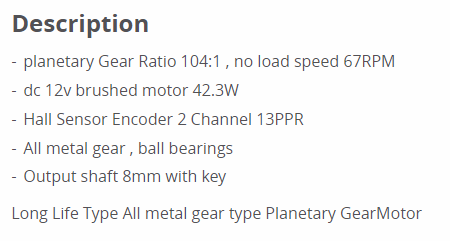 Description
- planetary Gear Ratio 104:1 , no load speed 67RPM
- dc 12v brushed motor 42.3W
- Hall Sensor Encoder 2 Channel 13PPR
- All metal gear , ball bearings
- Output shaft 8mm with key
Long Life Type All metal gear type Planetary GearMotor